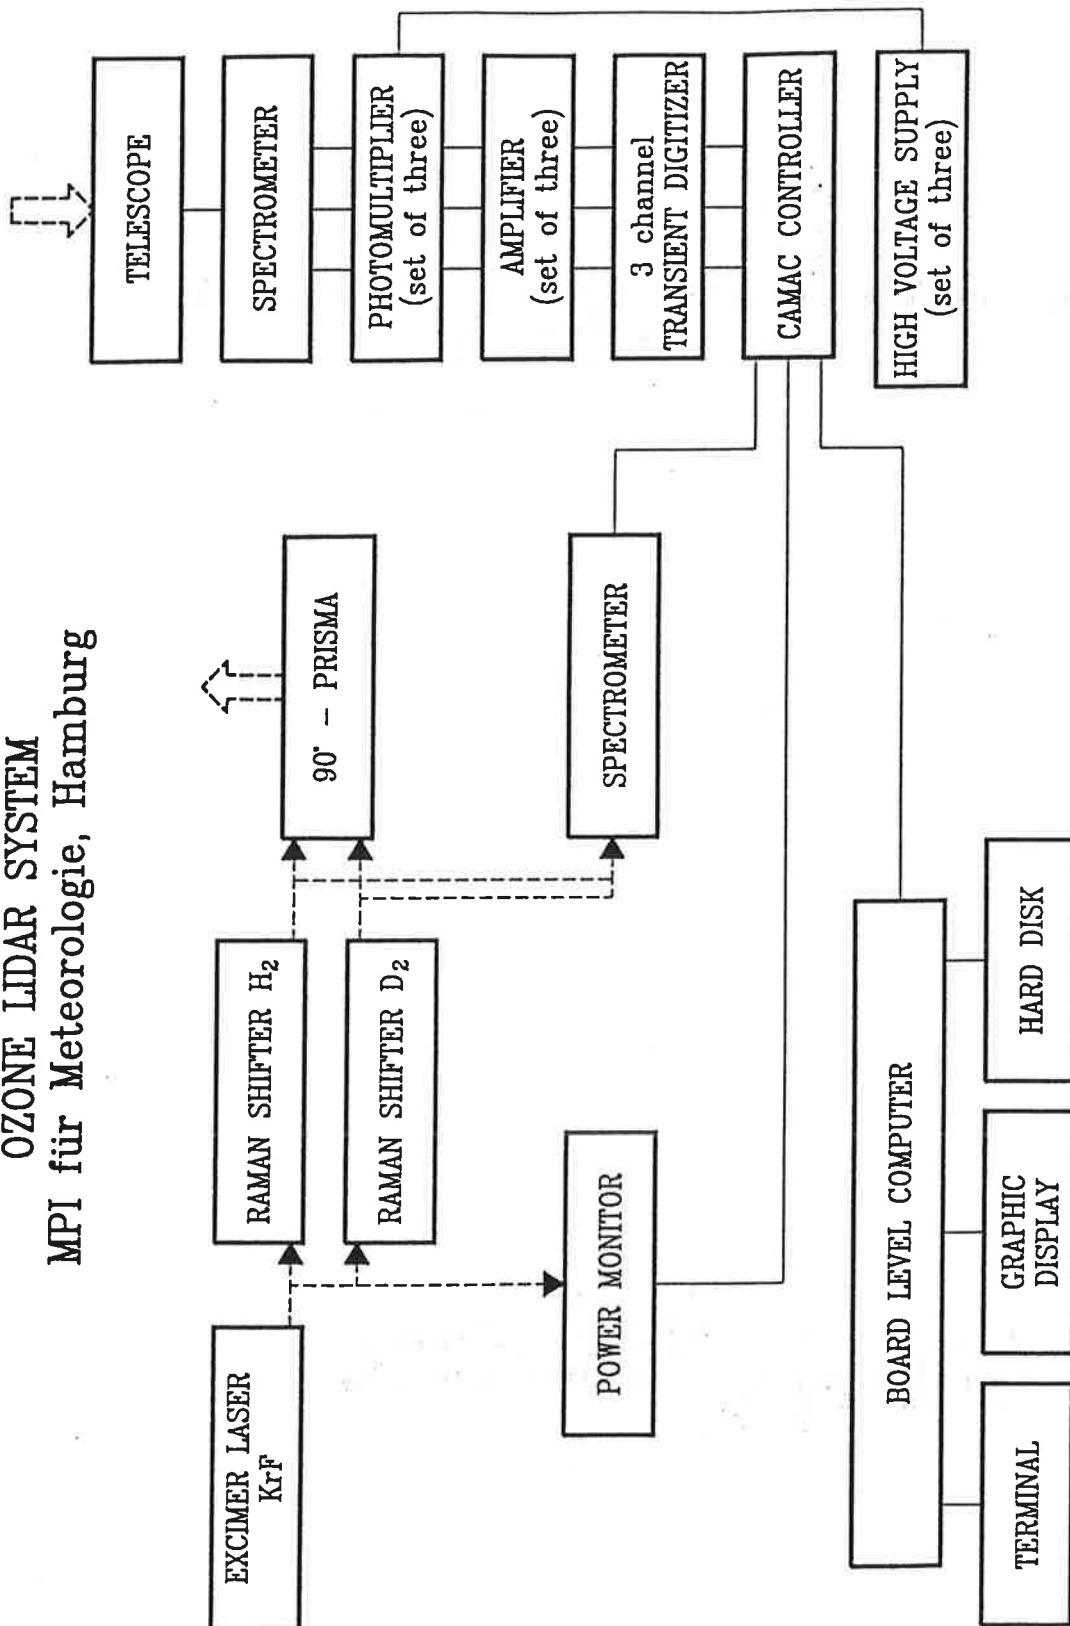 OZONE LIDAR SYSTEM
MPI für Meteorologie, Hamburg
EXCIMER LASER
KrF
RAMAN SHIFTER H₂
RAMAN SHIFTER D₂
90° – PRISMA
POWER MONITOR
SPECTROMETER
TELESCOPE
SPECTROMETER
PHOTOMULTIPLIER
(set of three)
AMPLIFIER
(set of three)
3 channel
TRANSIENT DIGITIZER
CAMAC CONTROLLER
HIGH VOLTAGE SUPPLY
(set of three)
BOARD LEVEL COMPUTER
TERMINAL
GRAPHIC
DISPLAY
HARD DISK